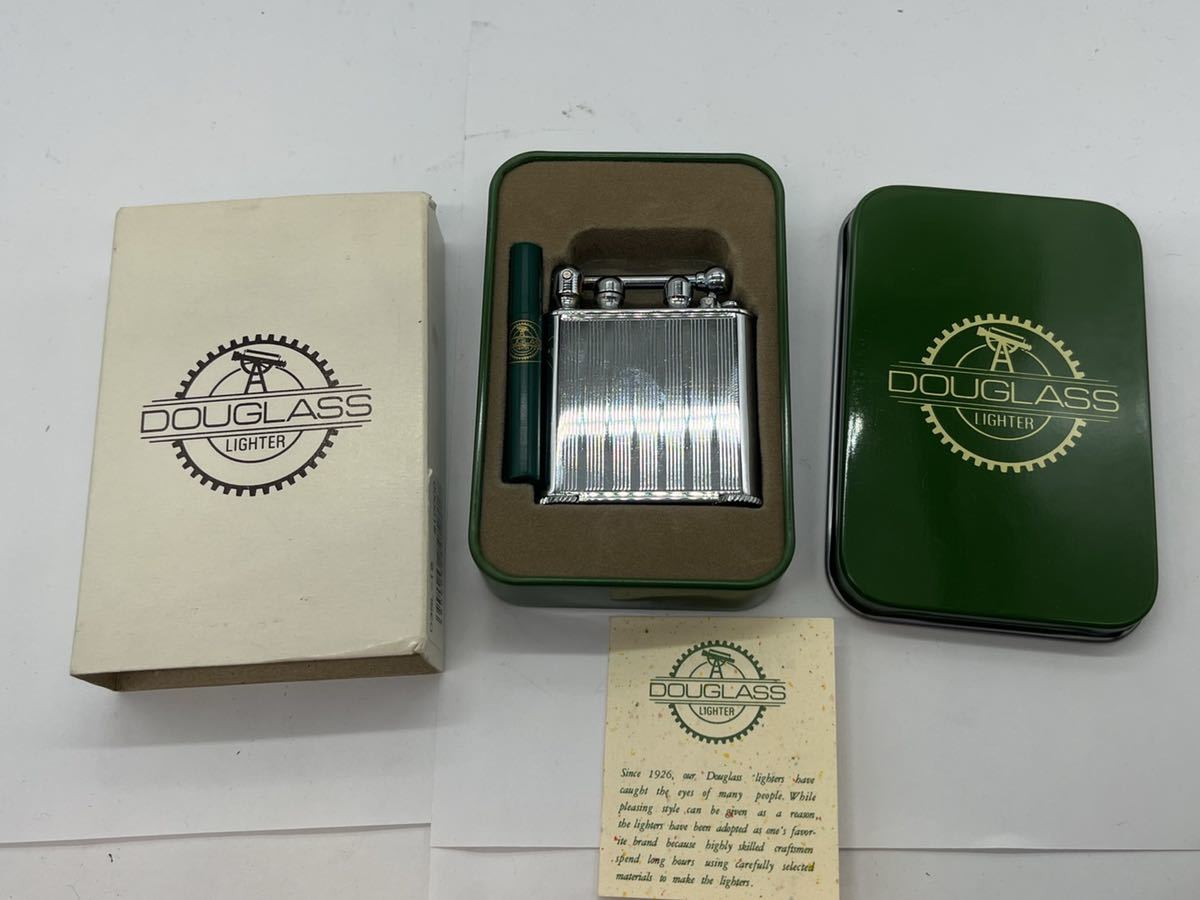 DOUGLASS
LIGHTER
DOUGLASS
LIGHTER
DOUGLASS
LIGHTER
Since 1926, our Douglass lighters have
caught the eyes of many people. While
pleasing style can be given as a reason,
the lighters have been adopted as one's favor-
ite brand because highly skilled craftsmen
spend long hours using carefully selected
materials to make the lighters.